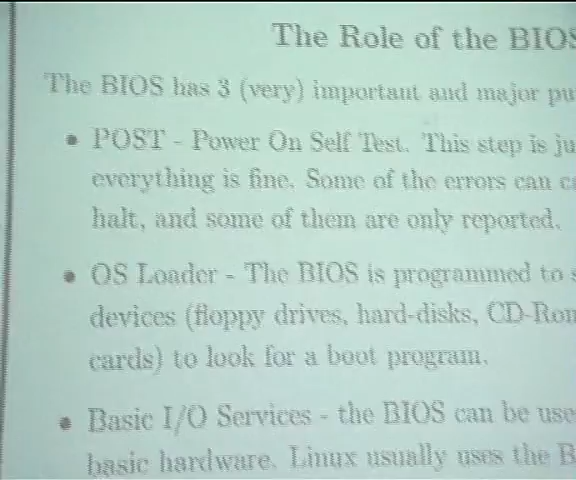 The Role of the BIOS
The BIOS has 3 (very) important and major pu
• POST - Power On Self Test. This step is ju
everything is fine. Some of the errors can c
halt, and some of them are only reported.
• OS Loader - The BIOS is programmed to s
devices (floppy drives, hard-disks, CD-Rom
cards) to look for a boot program.
• Basic I/O Services - the BIOS can be use
basic hardware. Linux usually uses the B